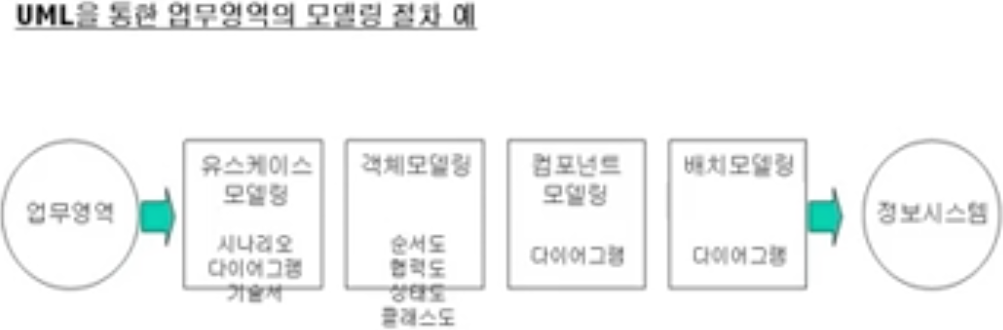 UML을 통한 업무영역의 모델링 절차 예
업무영역
유스케이스
모델링
시나리오
다이어그램
기술서
객체모델링
순서도
협력도
상태도
클래스도
컴포넌트
모델링
다이어그램
배치모델링
다이어그램
정보시스템